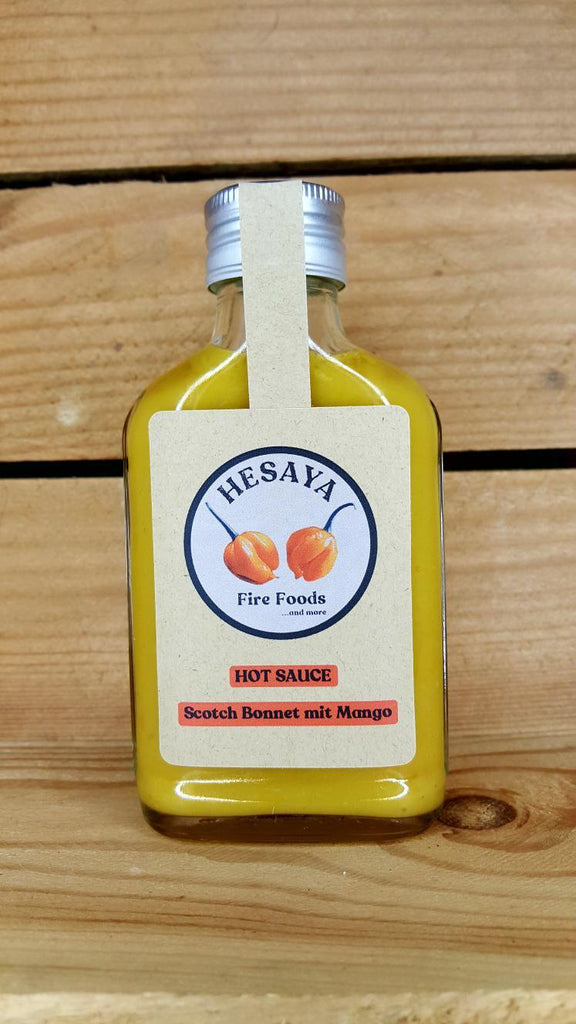 HESAYA
Fire Foods
...and more
HOT SAUCE
Scotch Bonnet mit Mango